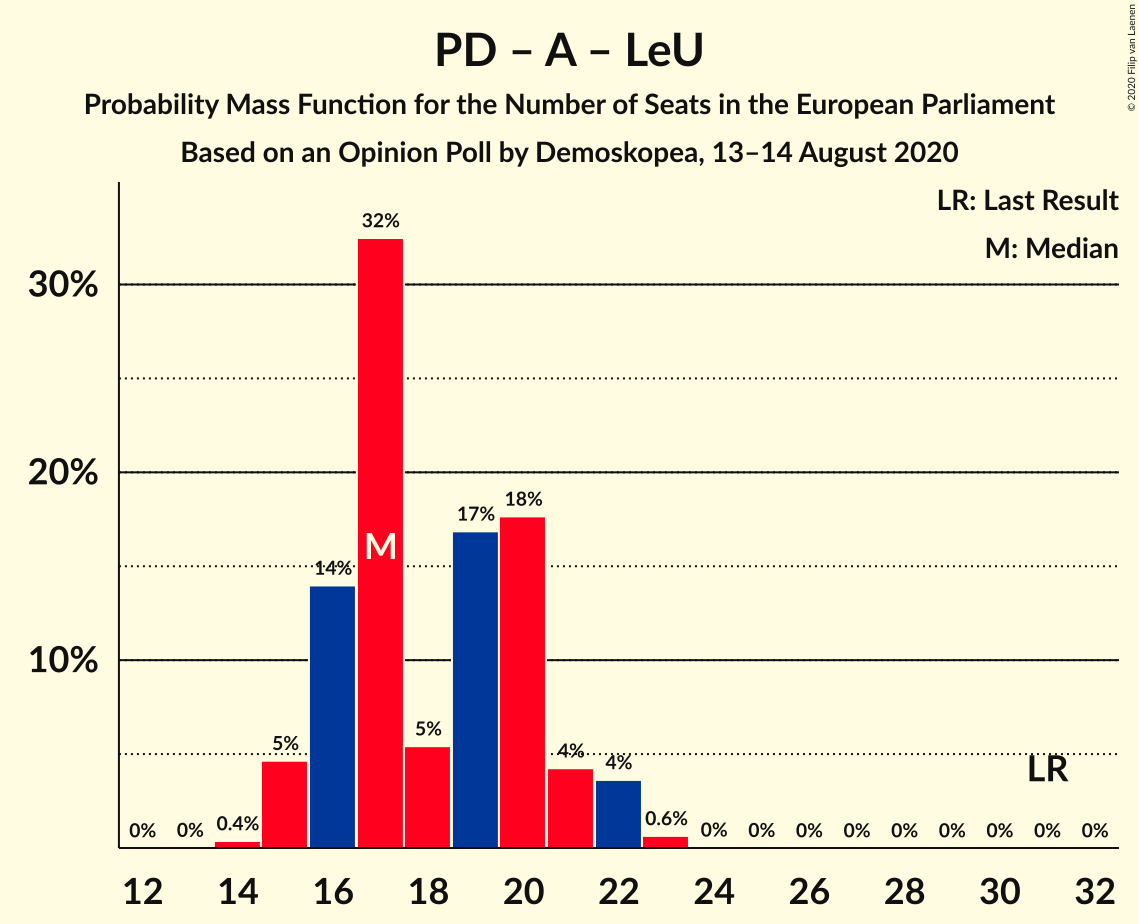 PD – A – LeU
Probability Mass Function for the Number of Seats in the European Parliament
Based on an Opinion Poll by Demoskopea, 13–14 August 2020
© 2020 Filip van Laenen
LR: Last Result
M: Median
30%
20%
10%
0%
0%
0.4%
5%
14%
32%
M
5%
17%
18%
4%
4%
0.6%
0%
0%
0%
0%
0%
0%
0%
0%
0%
LR
12 14 16 18 20 22 24 26 28 30 32